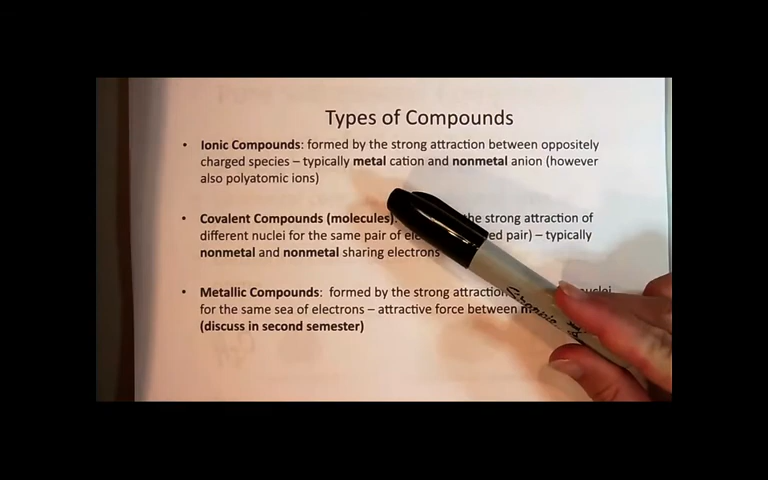 Types of Compounds
• Ionic Compounds: formed by the strong attraction between oppositely
charged species – typically metal cation and nonmetal anion (however
also polyatomic ions)
• Covalent Compounds (molecules): the strong attraction of
different nuclei for the same pair of pair) – typically
nonmetal and nonmetal sharing electrons
• Metallic Compounds: formed by the strong attraction nuclei
for the same sea of electrons – attractive force between
(discuss in second semester)
Sharpie